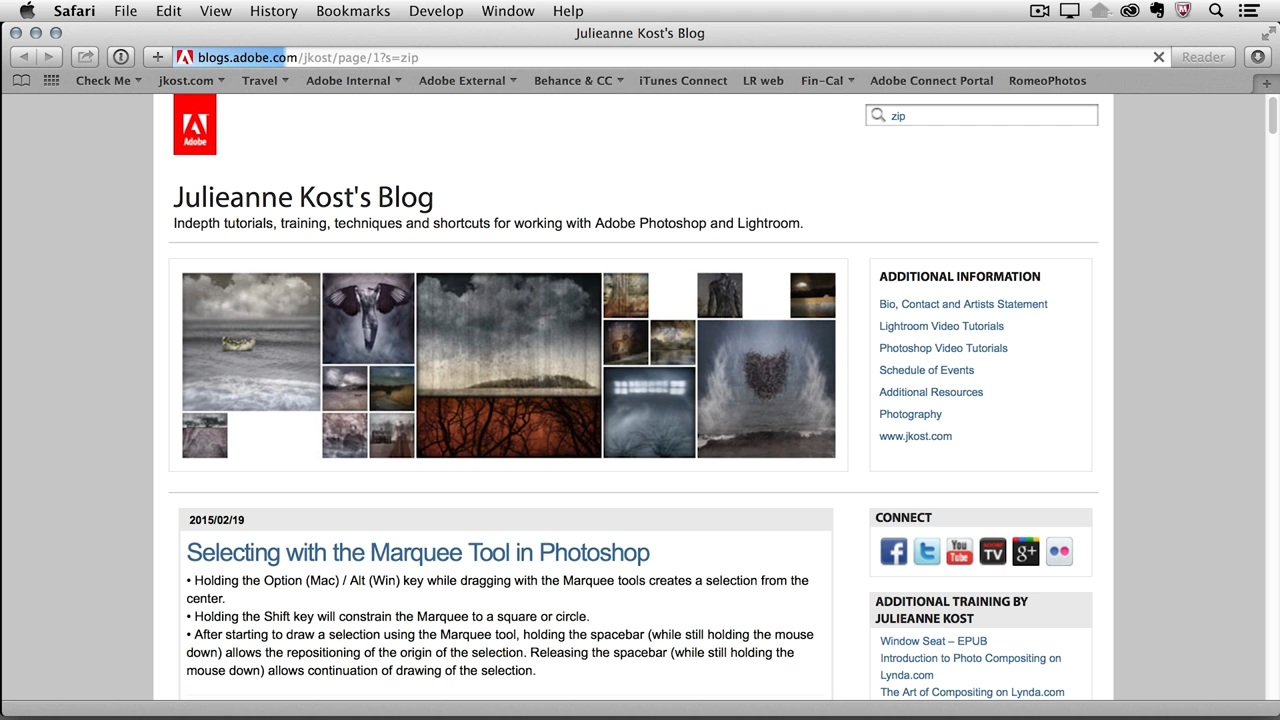 Safari File Edit View History Bookmarks Develop Window Help
Julieanne Kost's Blog
blogs.adobe.com/jkost/page/1?s=zip
Reader
Check Me jkost.com Travel Adobe Internal Adobe External Behance & CC iTunes Connect LR web Fin-Cal Adobe Connect Portal RomeoPhotos
Adobe
zip
Julieanne Kost's Blog
Indepth tutorials, training, techniques and shortcuts for working with Adobe Photoshop and Lightroom.
ADDITIONAL INFORMATION
Bio, Contact and Artists Statement
Lightroom Video Tutorials
Photoshop Video Tutorials
Schedule of Events
Additional Resources
Photography
www.jkost.com
2015/02/19
Selecting with the Marquee Tool in Photoshop
• Holding the Option (Mac) / Alt (Win) key while dragging with the Marquee tools creates a selection from the
center.
• Holding the Shift key will constrain the Marquee to a square or circle.
• After starting to draw a selection using the Marquee tool, holding the spacebar (while still holding the mouse
down) allows the repositioning of the origin of the selection. Releasing the spacebar (while still holding the
mouse down) allows continuation of drawing of the selection.
CONNECT
You
Tube
ADOBE
TV
g+
ADDITIONAL TRAINING BY
JULIEANNE KOST
Window Seat – EPUB
Introduction to Photo Compositing on
Lynda.com
The Art of Compositing on Lynda.com